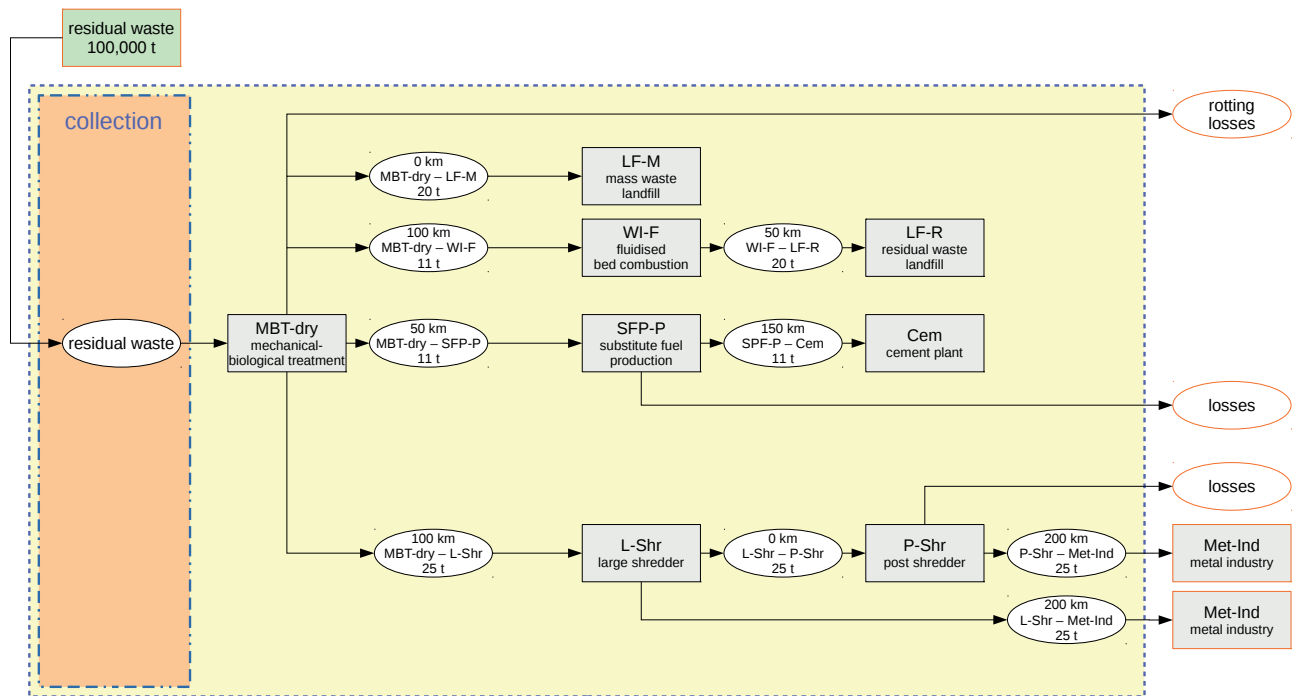 residual waste
100,000 t
collection
rotting
losses
0 km
MBT-dry – LF-M
20 t
LF-M
mass waste
landfill
100 km
MBT-dry – WI-F
11 t
WI-F
fluidised
bed combustion
50 km
WI-F – LF-R
20 t
LF-R
residual waste
landfill
residual waste
MBT-dry
mechanical-
biological treatment
50 km
MBT-dry – SFP-P
11 t
SFP-P
substitute fuel
production
150 km
SPF-P – Cem
11 t
Cem
cement plant
losses
losses
100 km
MBT-dry – L-Shr
25 t
L-Shr
large shredder
0 km
L-Shr – P-Shr
25 t
P-Shr
post shredder
200 km
P-Shr – Met-Ind
25 t
Met-Ind
metal industry
200 km
L-Shr – Met-Ind
25 t
Met-Ind
metal industry